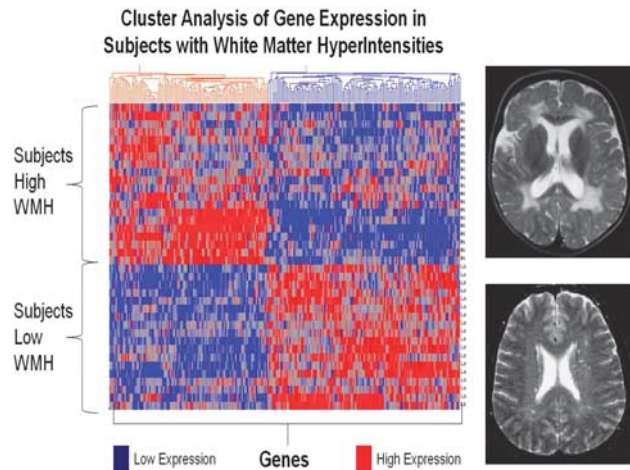 Cluster Analysis of Gene Expression in
Subjects with White Matter HyperIntensities
Subjects
High
WMH
Subjects
Low
WMH
Low Expression
Genes
High Expression